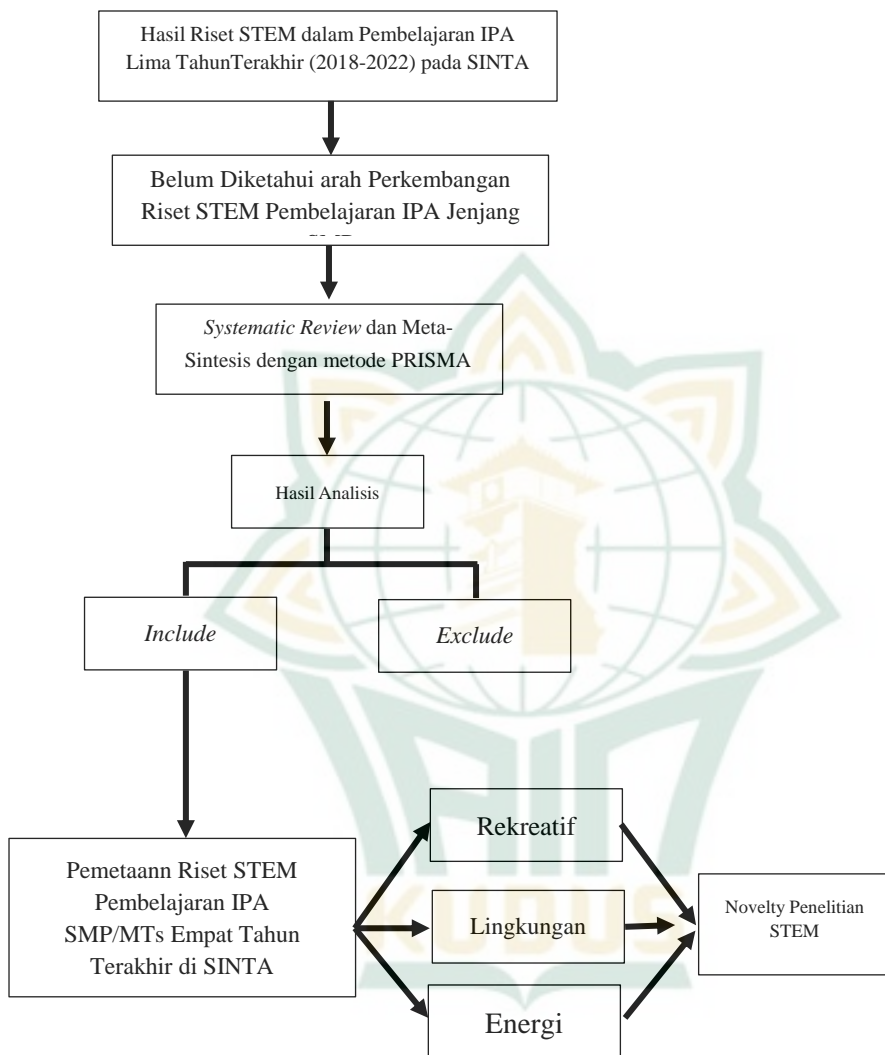 Hasil Riset STEM dalam Pembelajaran IPA
Lima TahunTerakhir (2018-2022) pada SINTA
Belum Diketahui arah Perkembangan
Riset STEM Pembelajaran IPA Jenjang
Systematic Review dan Meta-
Sintesis dengan metode PRISMA
Hasil Analisis
Include
Exclude
Pemetaann Riset STEM
Pembelajaran IPA
SMP/MTs Empat Tahun
Terakhir di SINTA
Rekreatif
Lingkungan
Energi
Novelty Penelitian
STEM
KUDUS